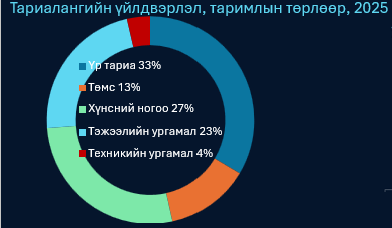 Тариалангийн үйлдвэрлэл, таримлын төрлөөр, 2025
Үр тариа 33%
Төмс 13%
Хүнсний ногоо 27%
Тэжээлийн ургамал 23%
Техникийн ургамал 4%